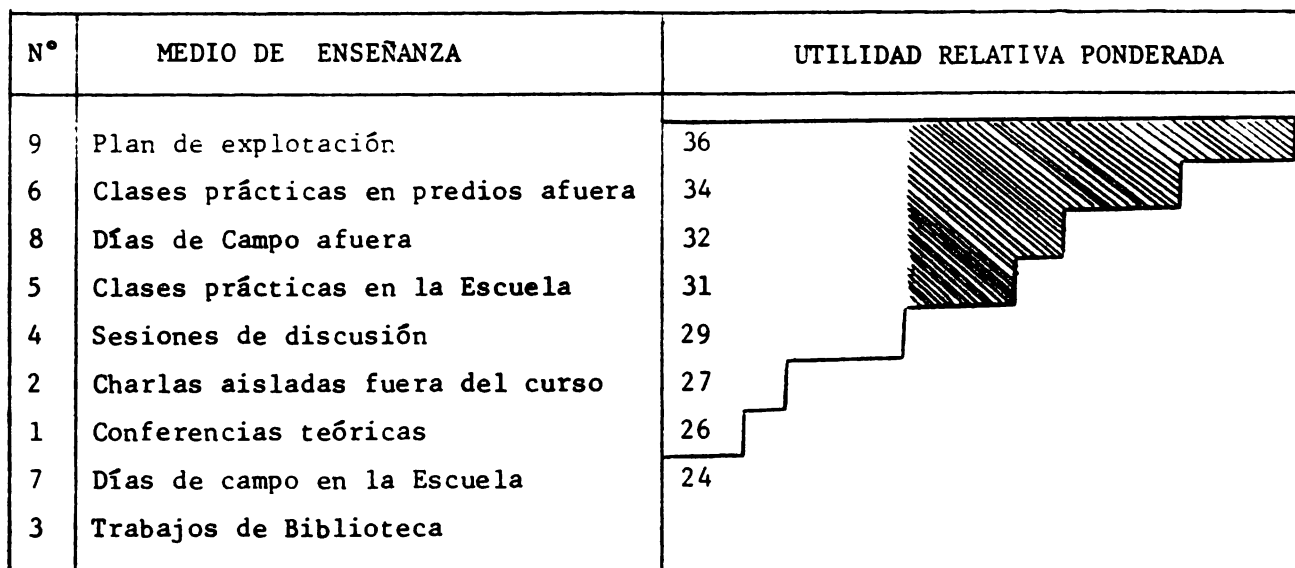 N° MEDIO DE ENSEÑANZA UTILIDAD RELATIVA PONDERADA
9 Plan de explotación 36
6 Clases prácticas en predios afuera 34
8 Días de Campo afuera 32
5 Clases prácticas en la Escuela 31
4 Sesiones de discusión 29
2 Charlas aisladas fuera del curso 27
1 Conferencias teóricas 26
7 Días de campo en la Escuela 24
3 Trabajos de Biblioteca